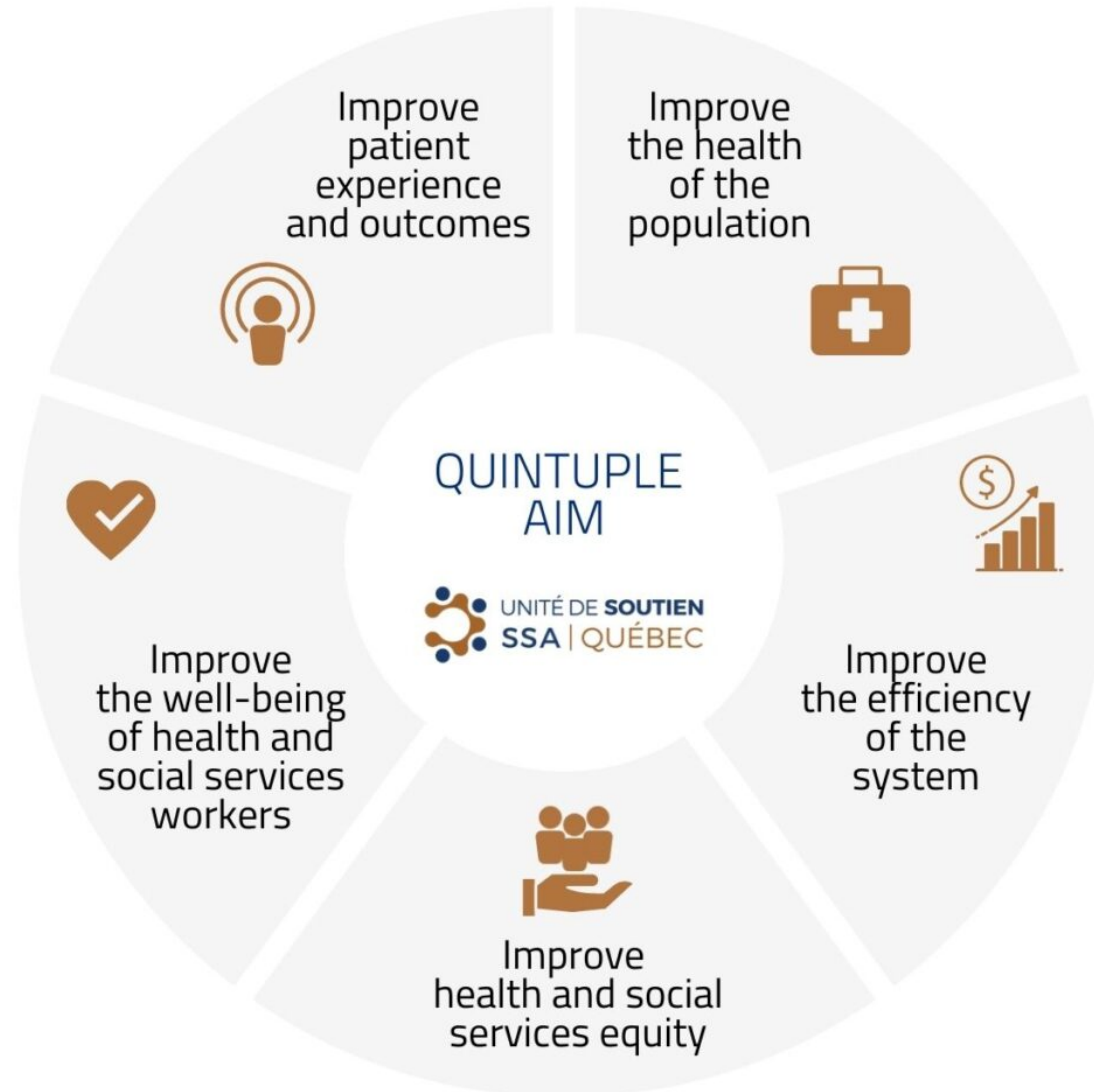 Improve
patient
experience
and outcomes
Improve
the health
of the
population
$
QUINTUPLE
AIM
UNITÉ DE SOUTIEN
SSA | QUÉBEC
Improve
the well-being
of health and
social services
workers
Improve
the efficiency
of the
system
Improve
health and social
services equity